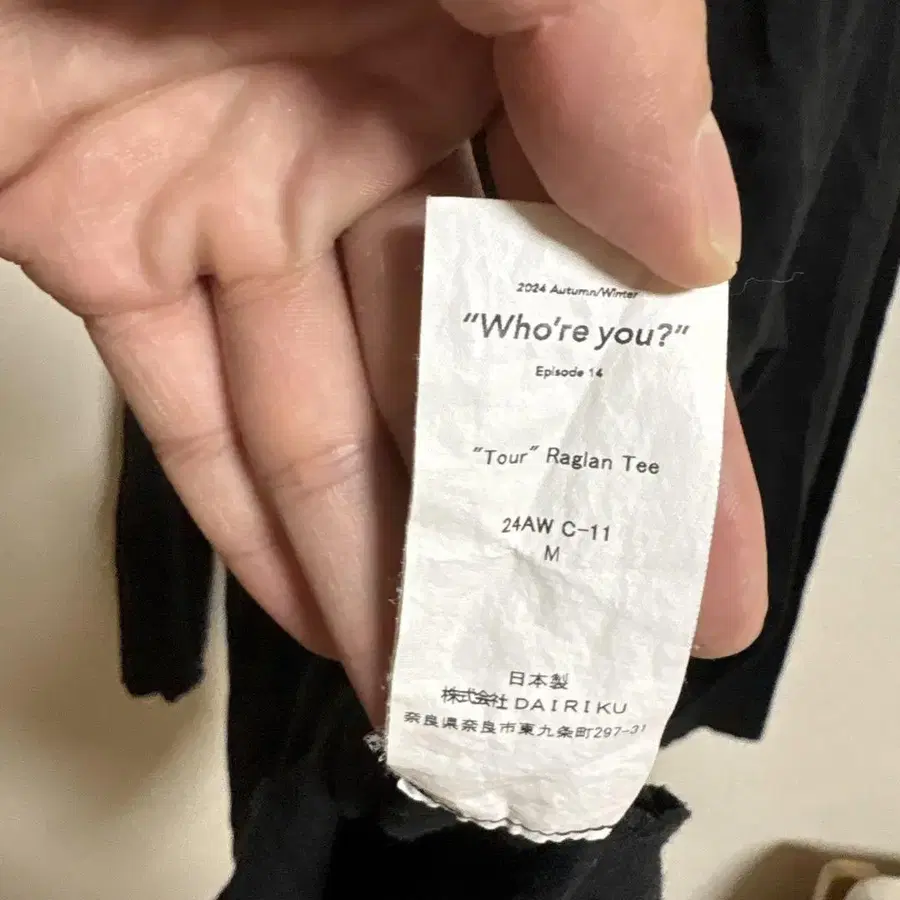 2024 Autumn/Winter
"Who're you?"
Episode 14
"Tour" Raglan Tee
24AW C-11
M
日本製
株式会社 DAIRIKU
奈良県奈良市東九条町297-31